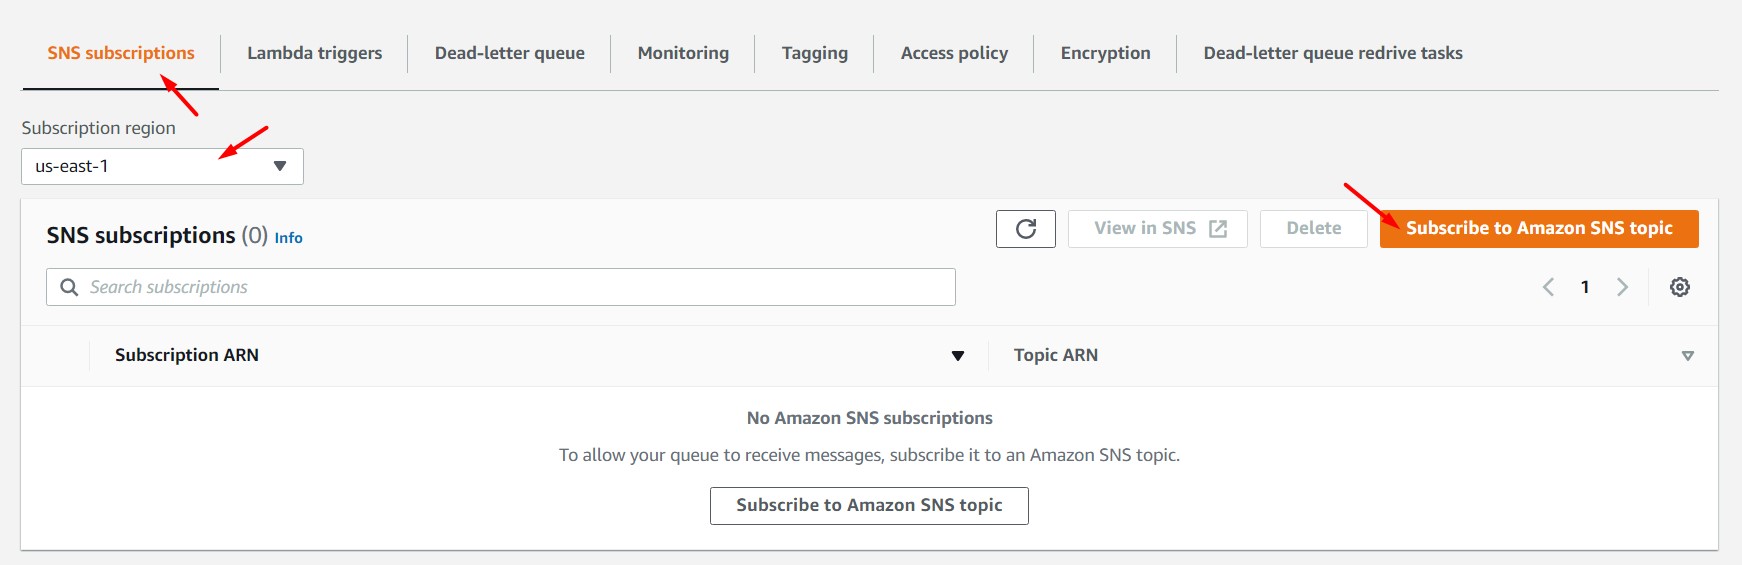 SNS subscriptions Lambda triggers Dead-letter queue Monitoring Tagging Access policy Encryption Dead-letter queue redrive tasks
Subscription region
us-east-1
SNS subscriptions (0) Info View in SNS Delete Subscribe to Amazon SNS topic
Search subscriptions 1
Subscription ARN Topic ARN
No Amazon SNS subscriptions
To allow your queue to receive messages, subscribe it to an Amazon SNS topic.
Subscribe to Amazon SNS topic